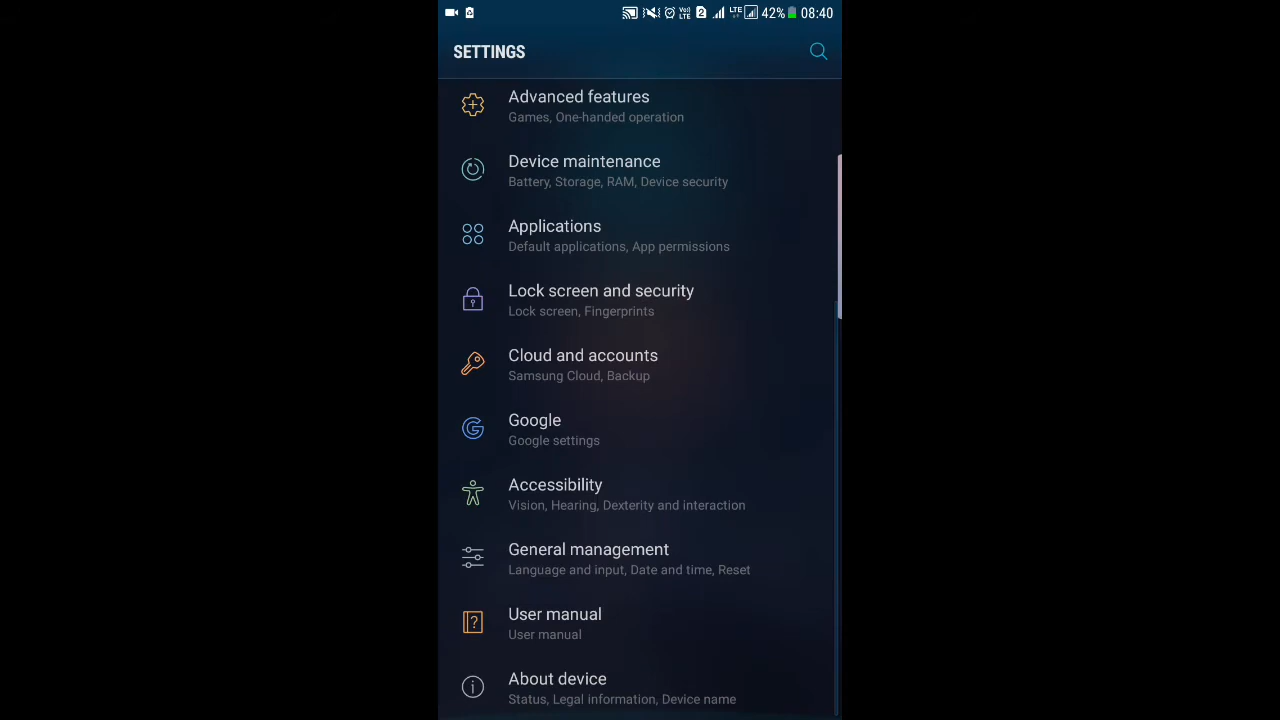 42% 08:40
SETTINGS
Advanced features
Games, One-handed operation
Device maintenance
Battery, Storage, RAM, Device security
Applications
Default applications, App permissions
Lock screen and security
Lock screen, Fingerprints
Cloud and accounts
Samsung Cloud, Backup
Google
Google settings
Accessibility
Vision, Hearing, Dexterity and interaction
General management
Language and input, Date and time, Reset
User manual
User manual
About device
Status, Legal information, Device name